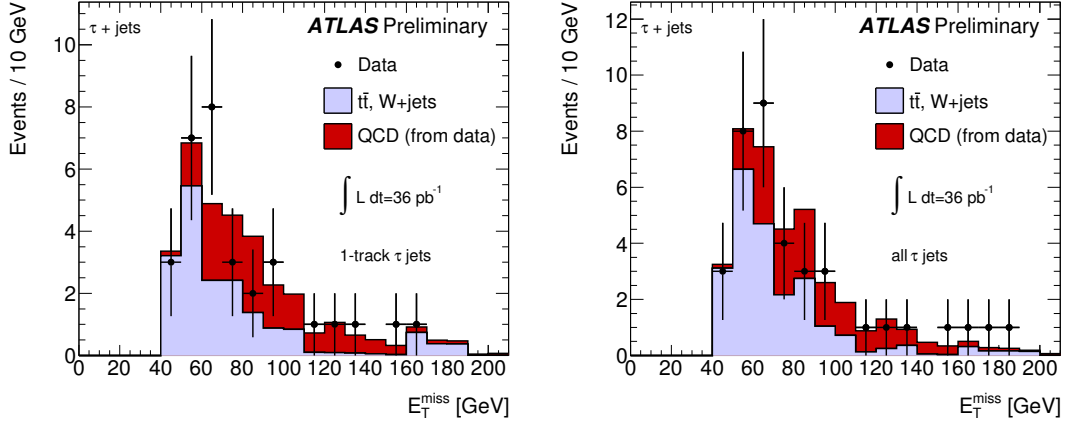 τ + jets
ATLAS Preliminary
Data
tt̄, W+jets
QCD (from data)
∫ L dt=36 pb⁻¹
1-track τ jets
Events / 10 GeV
10
8
6
4
2
0
0 20 40 60 80 100 120 140 160 180 200
E_T^miss [GeV]
τ + jets
ATLAS Preliminary
Data
tt̄, W+jets
QCD (from data)
∫ L dt=36 pb⁻¹
all τ jets
Events / 10 GeV
12
10
8
6
4
2
0
0 20 40 60 80 100 120 140 160 180 200
E_T^miss [GeV]